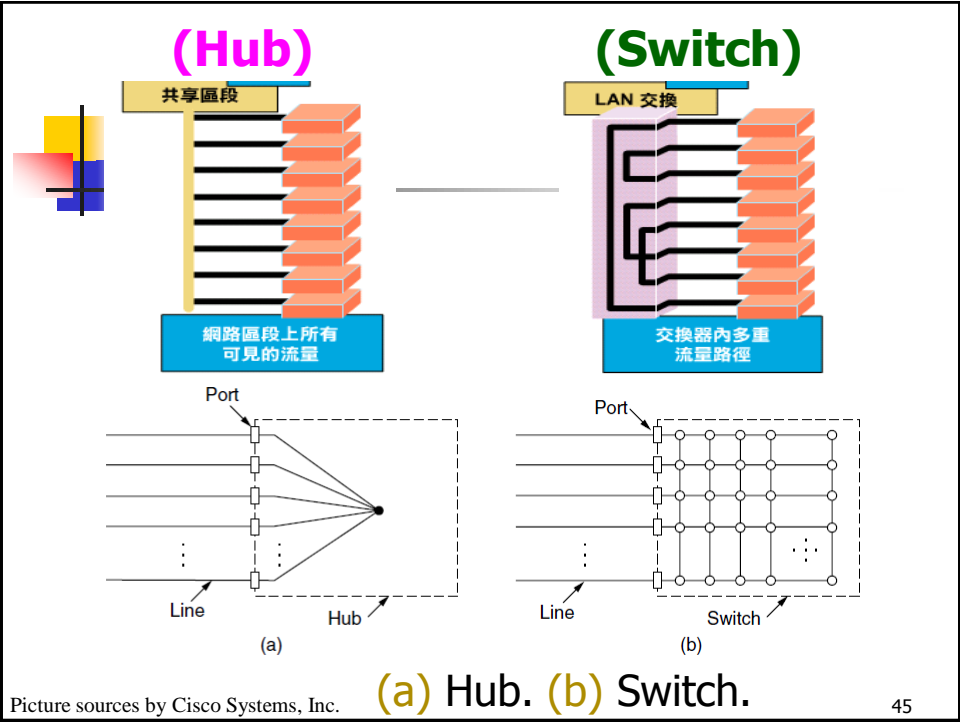 (Hub)
(Switch)
共享區段
LAN 交換
網路區段上所有
可見的流量
交換器內多重
流量路徑
Port
Line
Hub
(a)
Port
Line
Switch
(b)
(a) Hub. (b) Switch.
Picture sources by Cisco Systems, Inc.
45